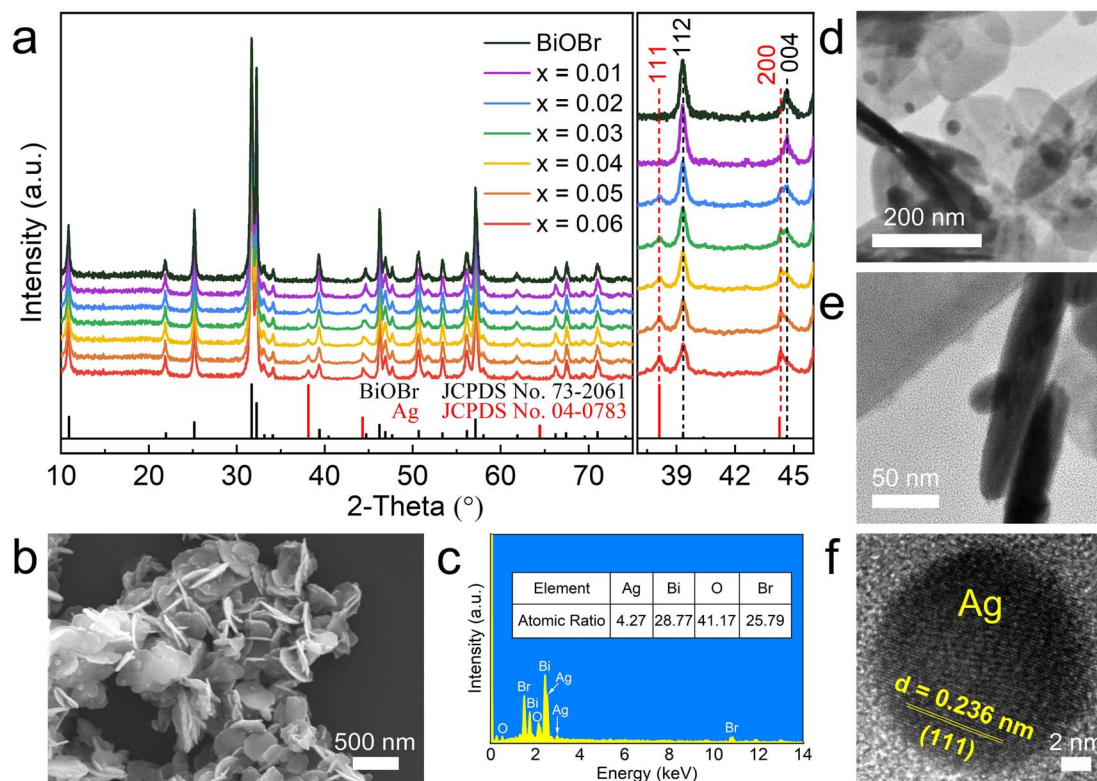 a
Intensity (a.u.)
BiOBr
x = 0.01
x = 0.02
x = 0.03
x = 0.04
x = 0.05
x = 0.06
BiOBr JCPDS No. 73-2061
Ag JCPDS No. 04-0783
10 20 30 40 50 60 70
2-Theta (°)
111
112
200
004
39 42 45
d
200 nm
e
50 nm
b
500 nm
c
Intensity (a.u.)
Element Ag Bi O Br
Atomic Ratio 4.27 28.77 41.17 25.79
Bi
Br
Ag
Bi
O
Ag
O
Br
0 2 4 6 8 10 12 14
Energy (keV)
f
Ag
d = 0.236 nm
(111)
2 nm